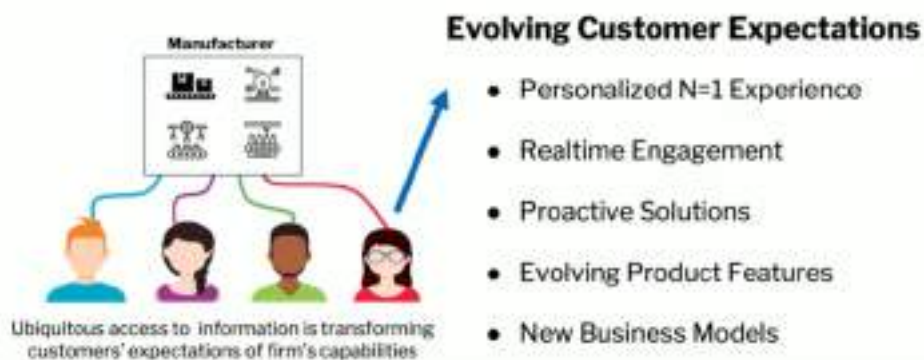 Manufacturer
Ubiquitous access to information is transforming
customers' expectations of firm's capabilities
Evolving Customer Expectations
• Personalized N=1 Experience
• Realtime Engagement
• Proactive Solutions
• Evolving Product Features
• New Business Models